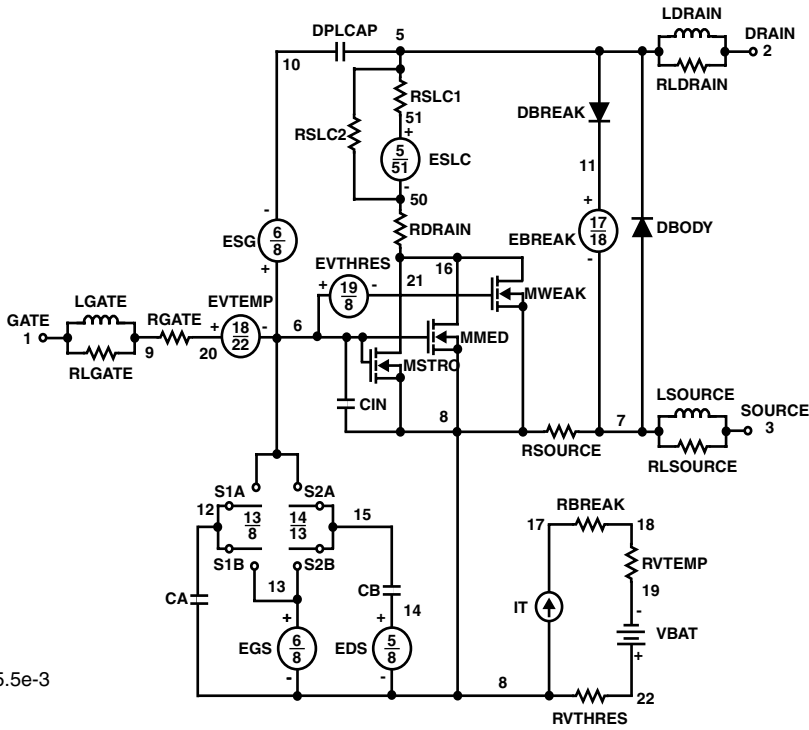 LDRAIN
DPLCAP 5 DRAIN
10 2
RSLC1 RLDRAIN
51 DBREAK
RSLC2 +
5 ESLC
51
- 11
50
- RDRAIN +
6 17
ESG 8 EBREAK 18 DBODY
+ EVTHRES 16 -
+ 19 - 21 MWEAK
LGATE EVTEMP 8
GATE RGATE + 18 - 6 MMED
1 22
9 20 MSTRO
RLGATE LSOURCE
CIN 8 7 SOURCE
3
RSOURCE
RLSOURCE
S1A S2A
12 13 14 15 RBREAK
8 13 17 18
S1B S2B RVTEMP
13 CB 19
CA 14 IT -
+ + VBAT
EGS 6 EDS 5
8 8 +
- - 8
22
5.5e-3 RVTHRES